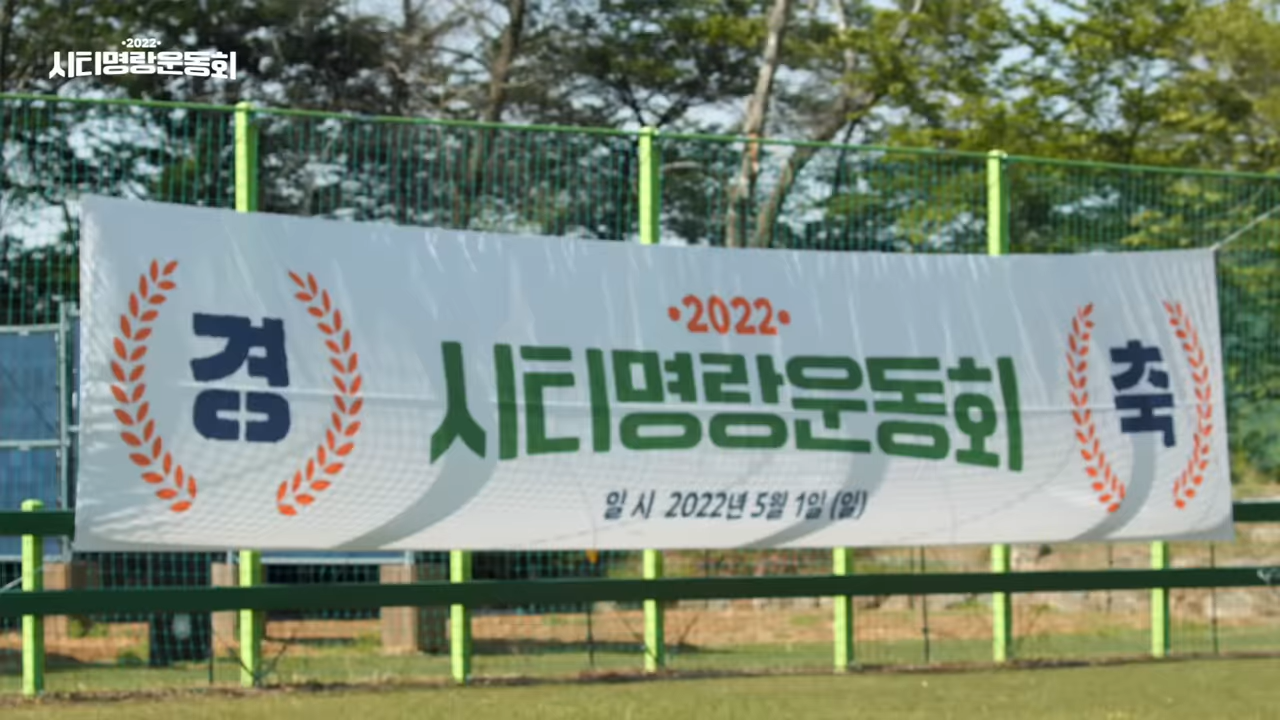 •2022•
시티명랑운동회
경
•2022•
시티명랑운동회
축
일 시 2022년 5월 1일 (일)